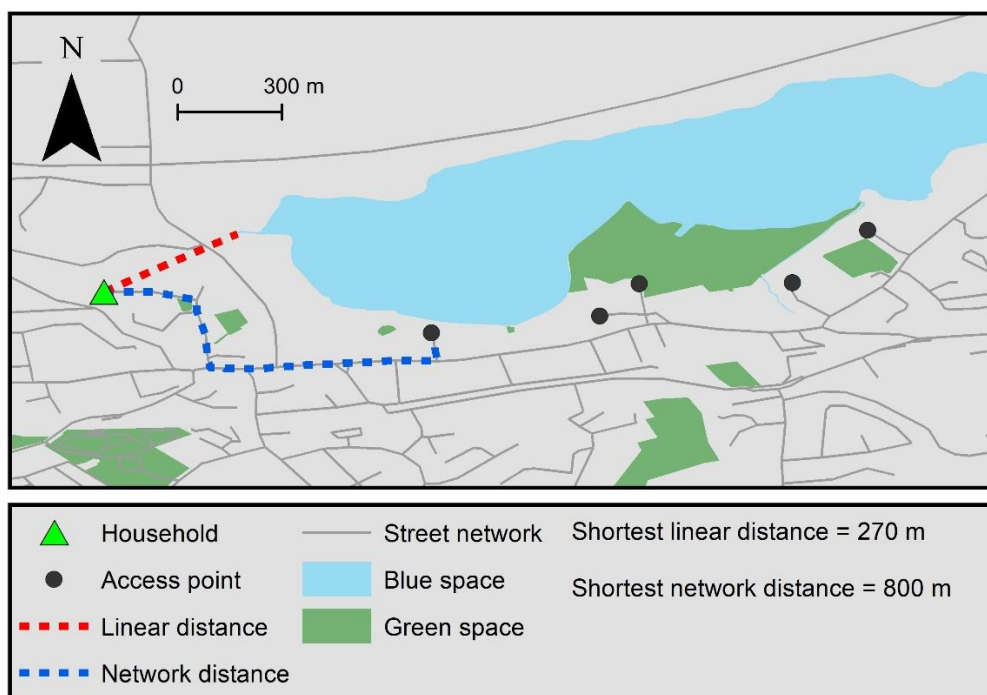 N
0 300 m
Household
Access point
Linear distance
Network distance
Street network
Blue space
Green space
Shortest linear distance = 270 m
Shortest network distance = 800 m